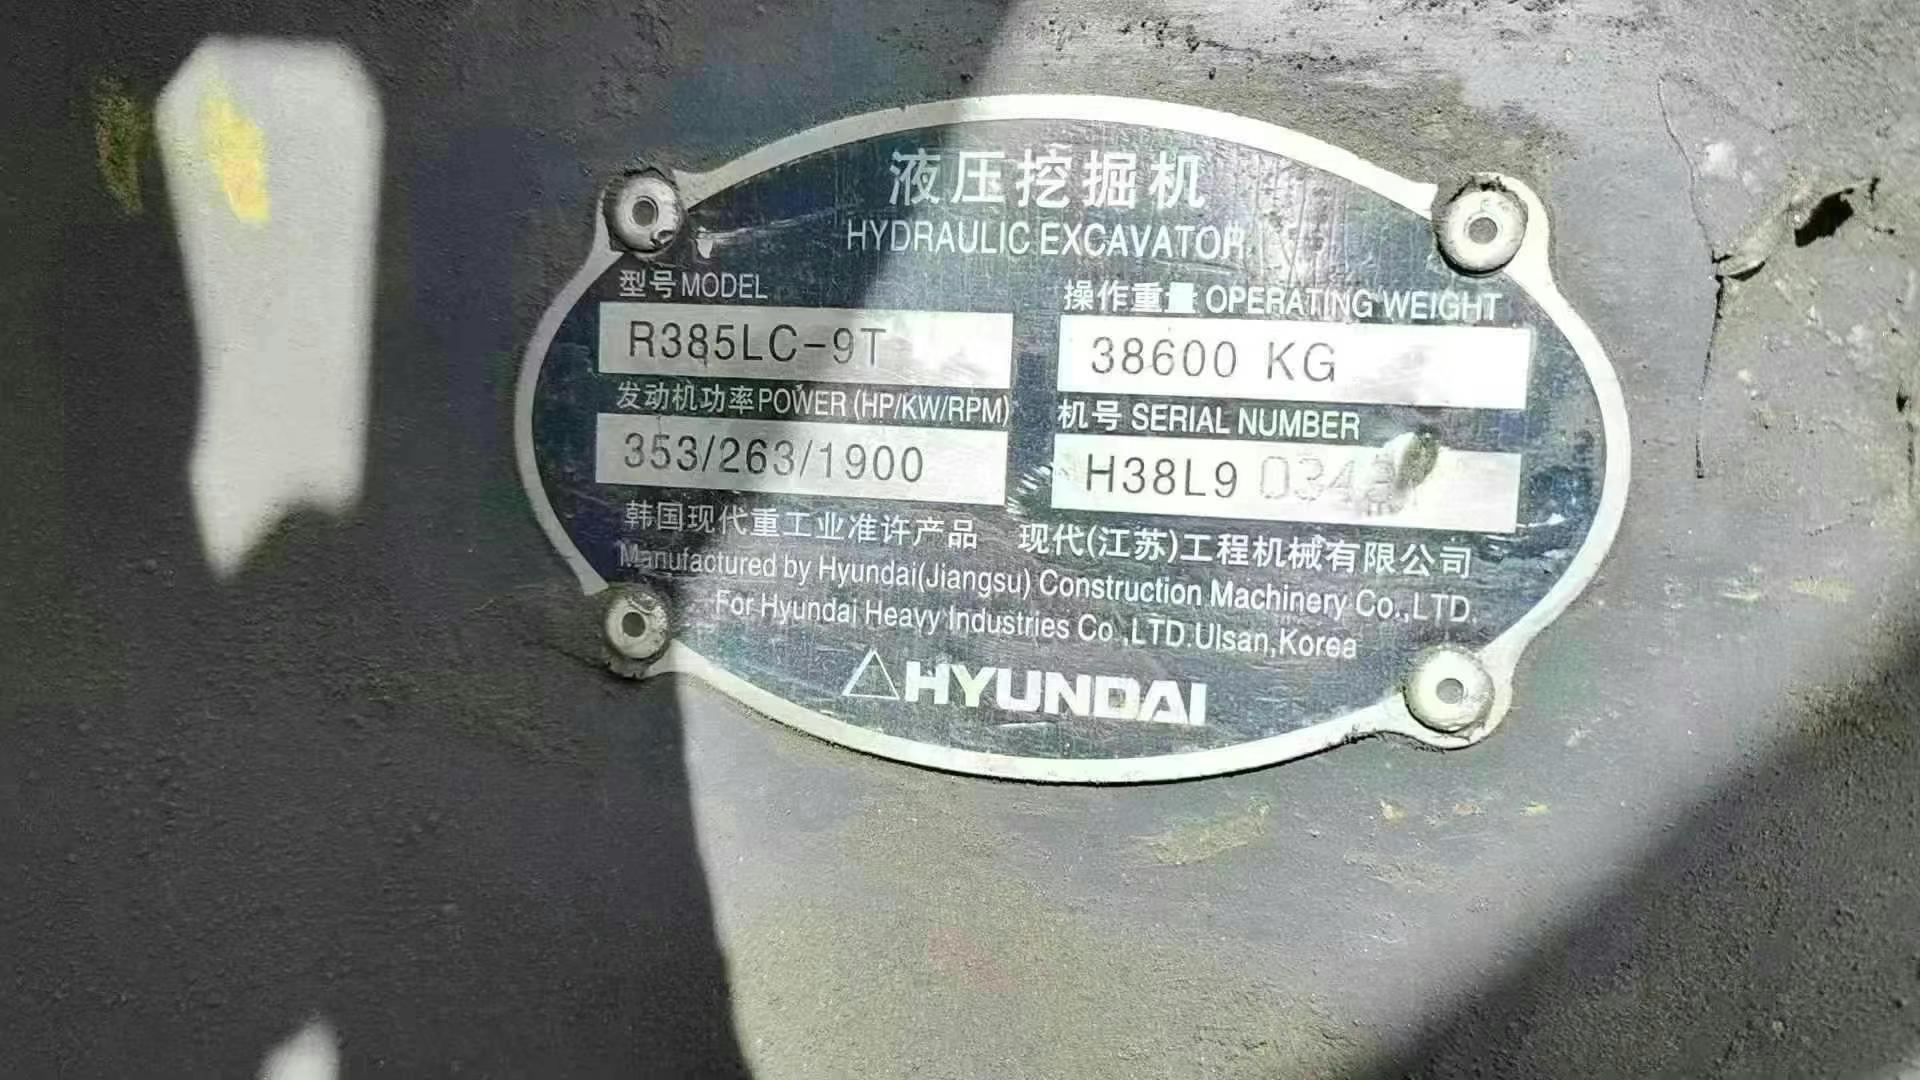 液压挖掘机
HYDRAULIC EXCAVATOR
型号 MODEL
R385LC-9T
操作重量 OPERATING WEIGHT
38600 KG
发动机功率 POWER (HP/KW/RPM)
353/263/1900
机号 SERIAL NUMBER
H38L9
韩国现代重工业准许产品 现代(江苏)工程机械有限公司
Manufactured by Hyundai(Jiangsu) Construction Machinery Co.,LTD.
For Hyundai Heavy Industries Co.,LTD.Ulsan,Korea
HYUNDAI